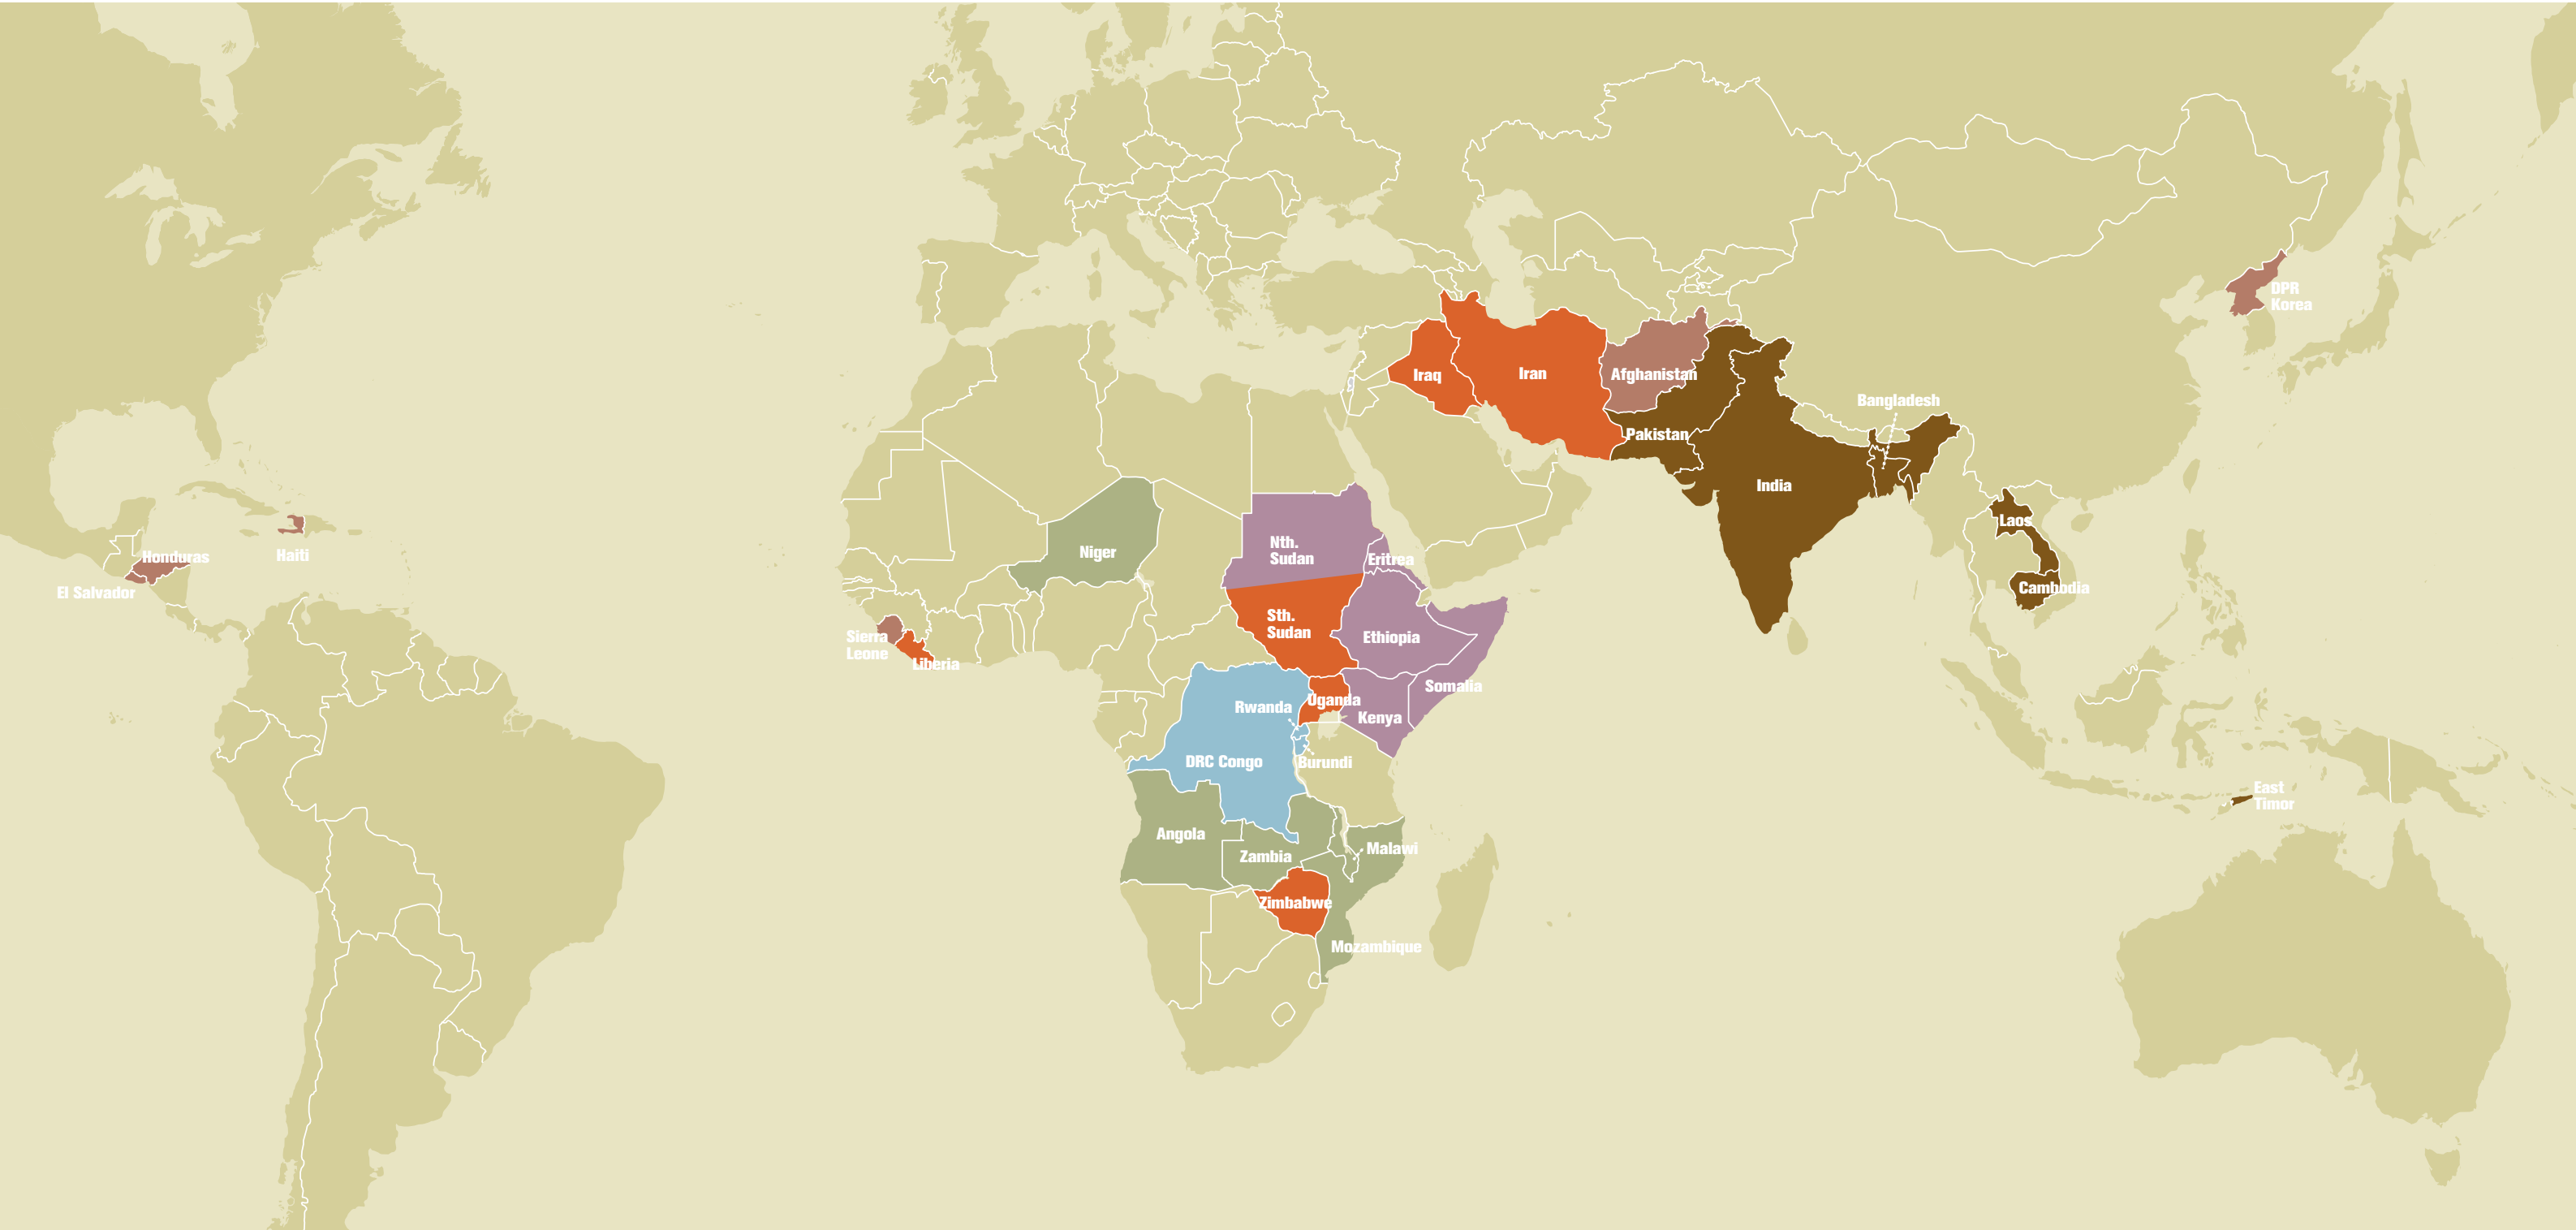 DPR
Korea
Iraq
Iran
Afghanistan
Bangladesh
Pakistan
India
Laos
Cambodia
Honduras
Haiti
El Salvador
Niger
Nth.
Sudan
Eritrea
Sth.
Sudan
Ethiopia
Sierra
Leone
Liberia
Somalia
Uganda
Rwanda
Kenya
DRC Congo
Burundi
East
Timor
Angola
Zambia
Malawi
Zimbabwe
Mozambique